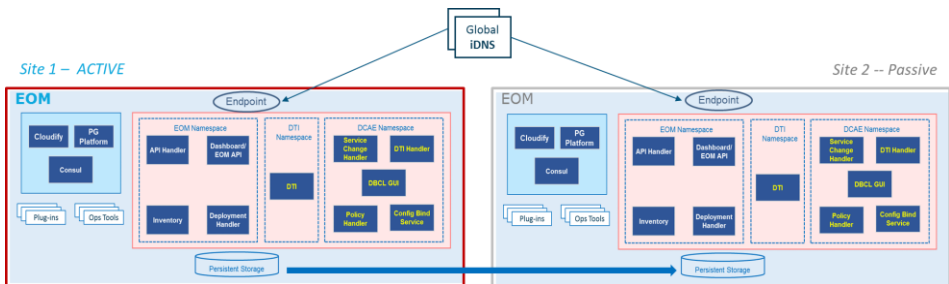 Global
iDNS
Site 1 – ACTIVE
Site 2 -- Passive
EOM
Endpoint
Cloudify
PG
Platform
Consul
Plug-ins
Ops Tools
EOM Namespace
API Handler
Dashboard/
EOM API
Inventory
Deployment
Handler
DTI
Namespace
DTI
DCAE Namespace
Service
Change
Handler
DTI Handler
DBCL GUI
Policy
Handler
Config Bind
Service
Persistent Storage
EOM
Endpoint
Cloudify
PG
Platform
Consul
Plug-ins
Ops Tools
EOM Namespace
API Handler
Dashboard/
EOM API
Inventory
Deployment
Handler
DTI
Namespace
DTI
DCAE Namespace
Service
Change
Handler
DTI Handler
DBCL GUI
Policy
Handler
Config Bind
Service
Persistent Storage